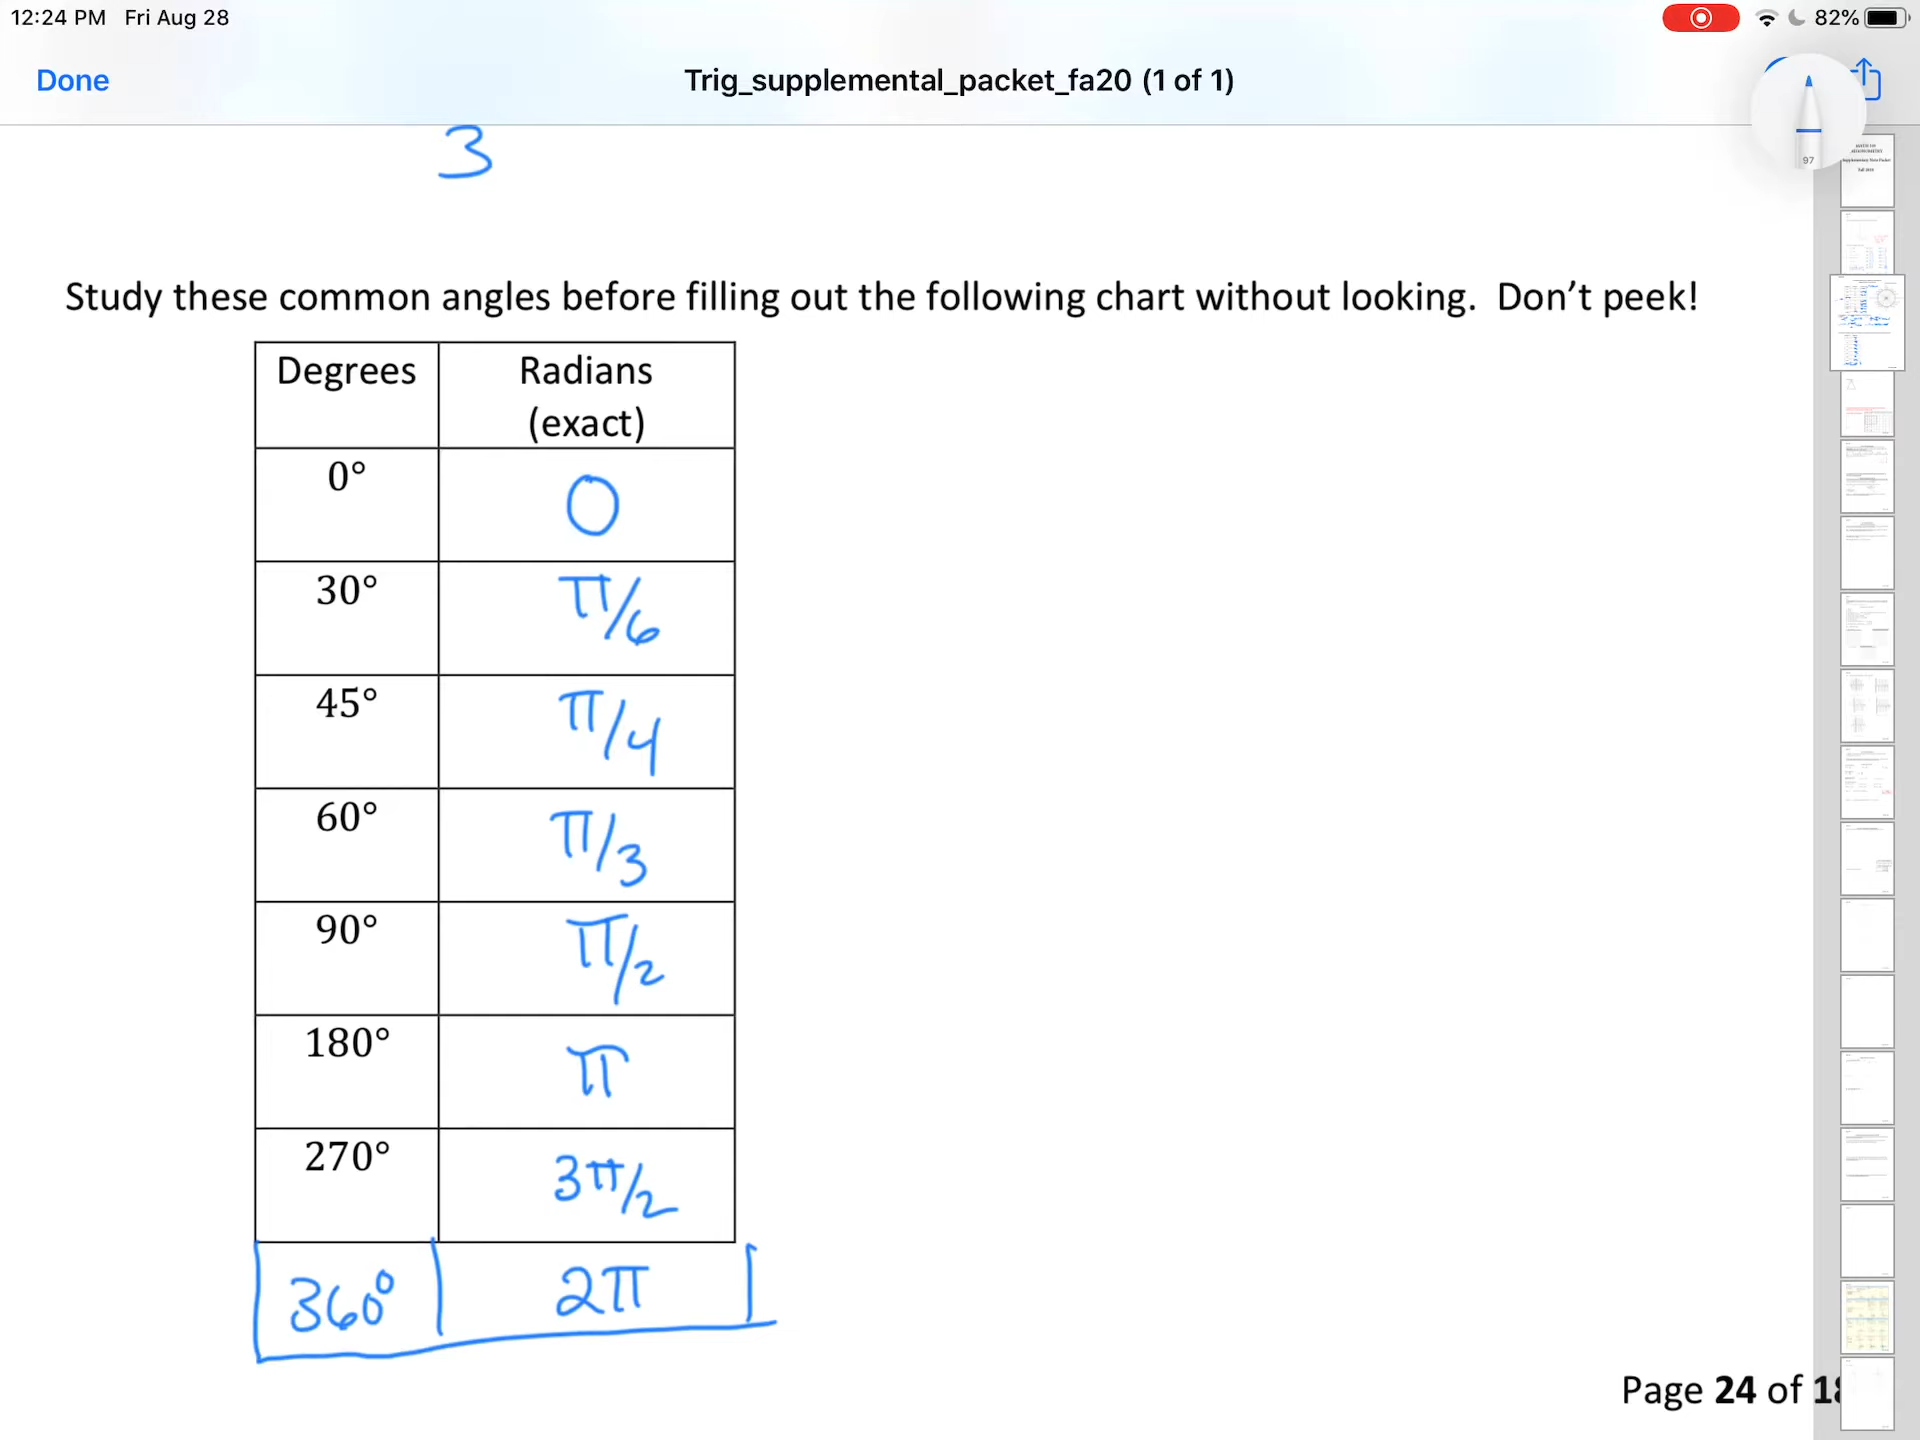 12:24 PM Fri Aug 28
82%
Done
Trig_supplemental_packet_fa20 (1 of 1)
97
3
Study these common angles before filling out the following chart without looking. Don't peek!
Degrees Radians
(exact)
0° 0
30° π/6
45° π/4
60° π/3
90° π/2
180° π
270° 3π/2
360° 2π
Page 24 of